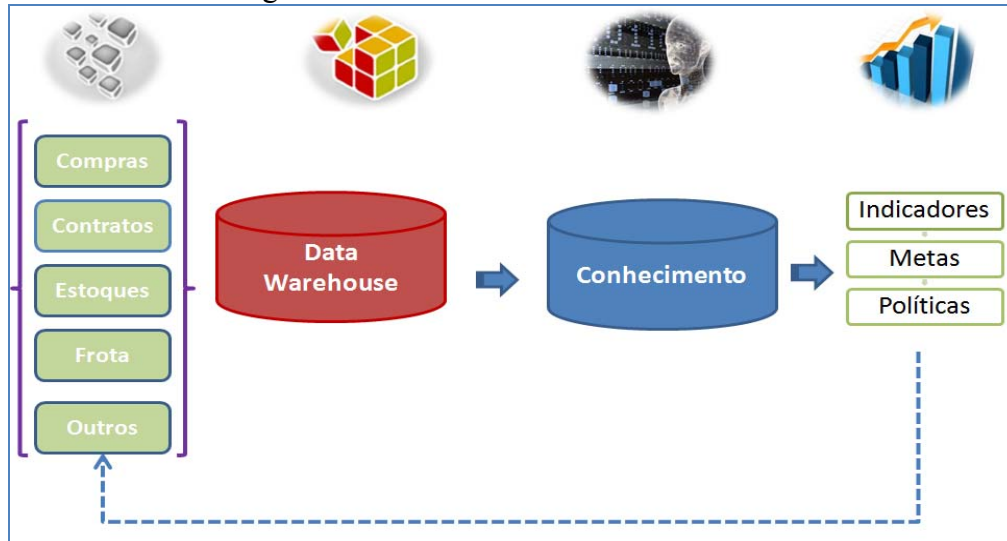 Compras
Contratos
Estoques
Frota
Outros
Data
Warehouse
Conhecimento
Indicadores
Metas
Políticas